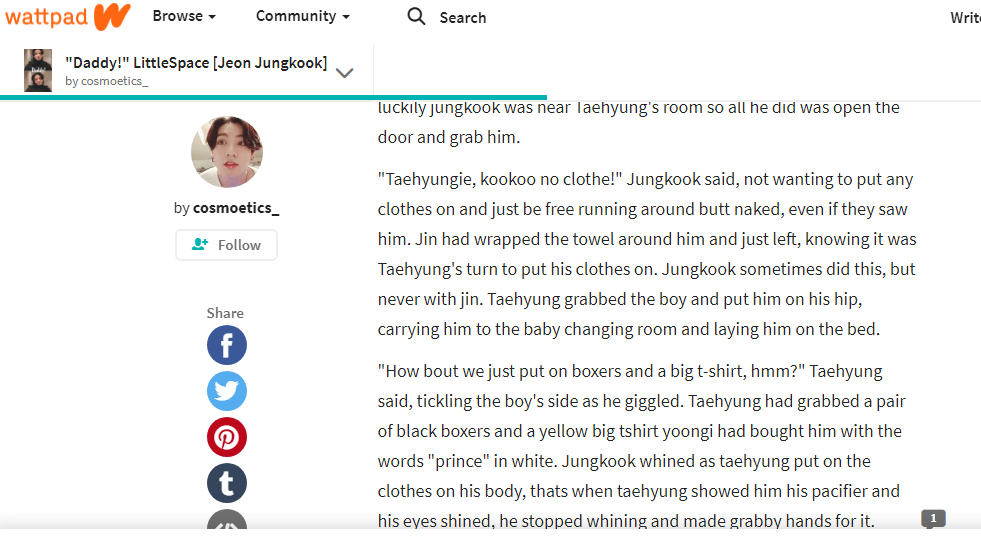 wattpad
Browse
Community
Search
Write
"Daddy!" LittleSpace [Jeon Jungkook]
by cosmoetics_
by cosmoetics_
Follow
Share
luckily jungkook was near Taehyung's room so all he did was open the
door and grab him.
"Taehyungie, kookoo no clothe!" Jungkook said, not wanting to put any
clothes on and just be free running around butt naked, even if they saw
him. Jin had wrapped the towel around him and just left, knowing it was
Taehyung's turn to put his clothes on. Jungkook sometimes did this, but
never with jin. Taehyung grabbed the boy and put him on his hip,
carrying him to the baby changing room and laying him on the bed.
"How bout we just put on boxers and a big t-shirt, hmm?" Taehyung
said, tickling the boy's side as he giggled. Taehyung had grabbed a pair
of black boxers and a yellow big tshirt yoongi had bought him with the
words "prince" in white. Jungkook whined as taehyung put on the
clothes on his body, thats when taehyung showed him his pacifier and
his eyes shined, he stopped whining and made grabby hands for it.
1